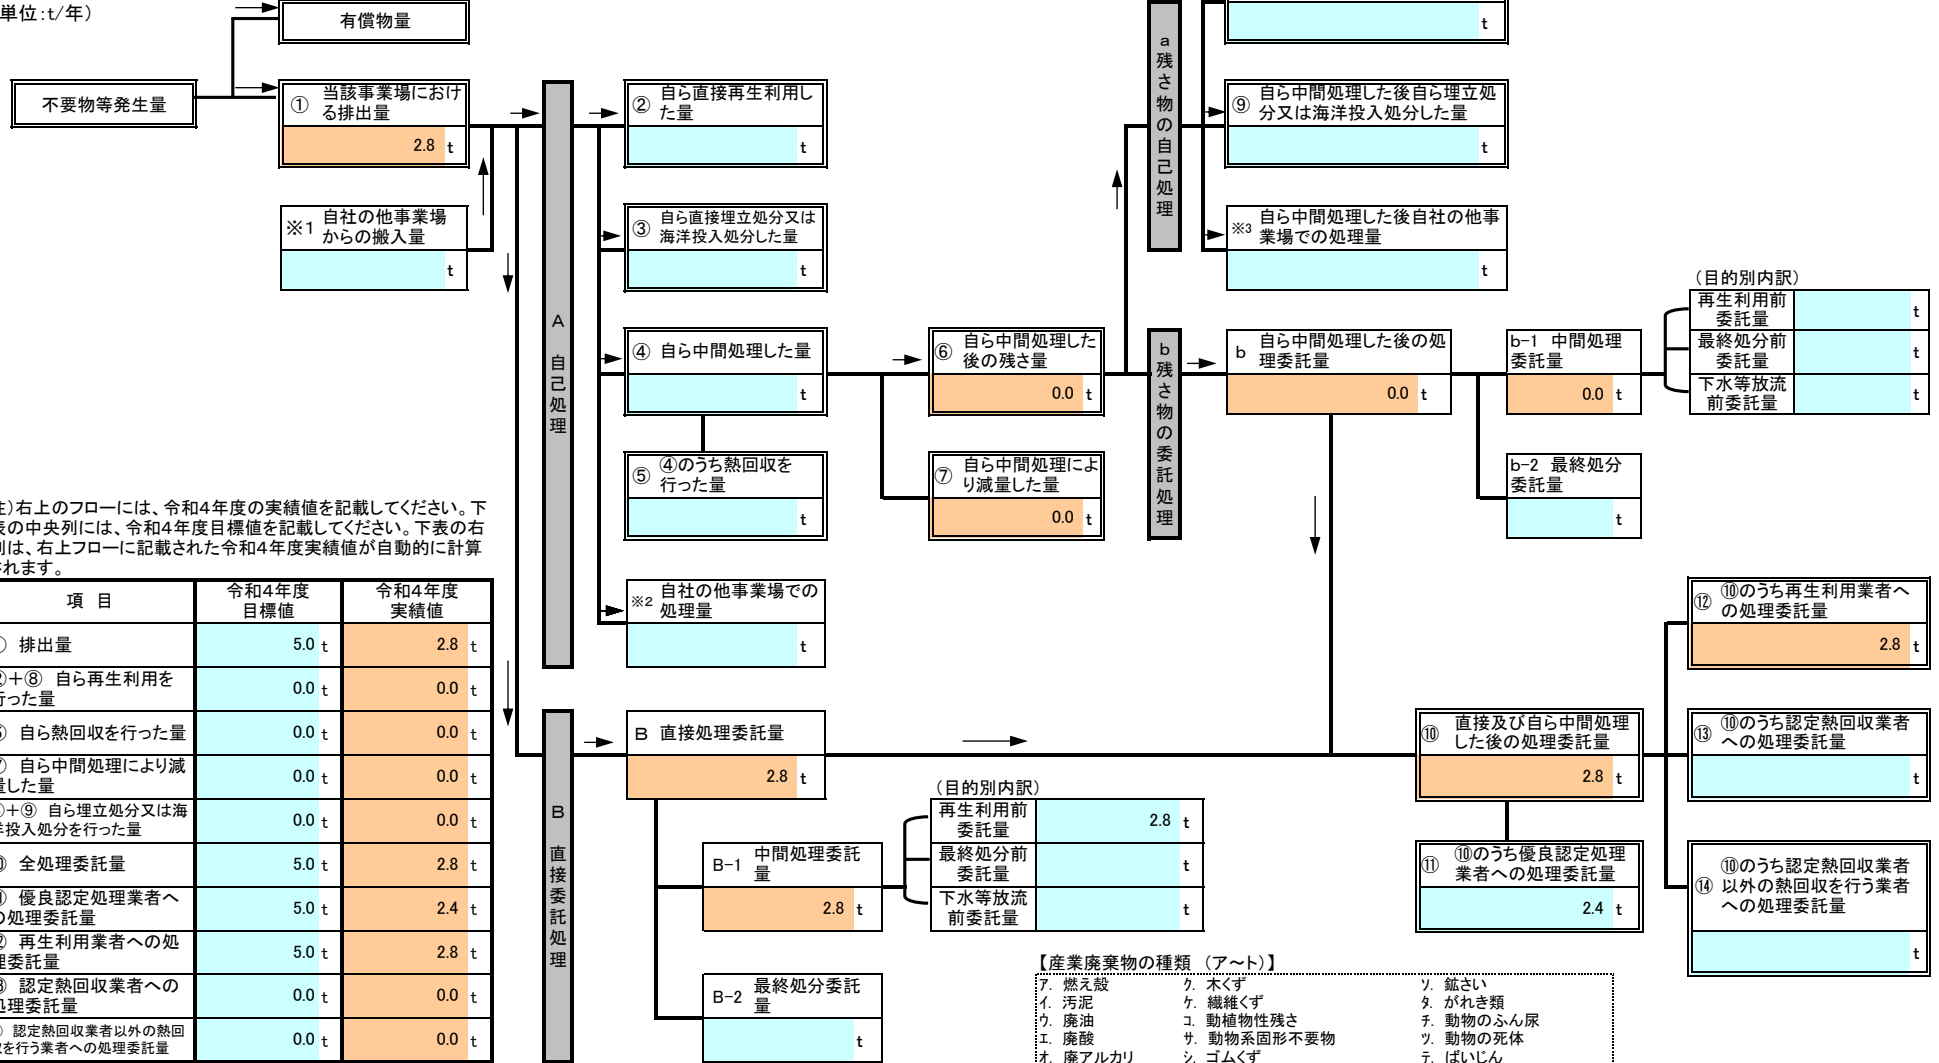 単位:t/年）
有償物量
不要物等発生量
① 当該事業場におけ
る排出量
2.8 t
※1 自社の他事業場
からの搬入量
t
A 自己処理
② 自ら直接再生利用し
た量
t
③ 自ら直接埋立処分又は
海洋投入処分した量
t
④ 自ら中間処理した量
t
⑤ ④のうち熱回収を
行った量
t
※2 自社の他事業場での
処理量
t
⑥ 自ら中間処理した
後の残さ量
0.0 t
⑦ 自ら中間処理によ
り減量した量
0.0 t
a 残さ物の自己処理
t
⑨ 自ら中間処理した後自ら埋立処
分又は海洋投入処分した量
t
※3 自ら中間処理した後自社の他事
業場での処理量
t
b 残さ物の委託処理
b 自ら中間処理した後の処
理委託量
0.0 t
b-1 中間処理
委託量
0.0 t
b-2 最終処分
委託量
t
（目的別内訳）
再生利用前
委託量
t
最終処分前
委託量
t
下水等放流
前委託量
t
注）右上のフローには、令和4年度の実績値を記載してください。下
表の中央列には、令和4年度目標値を記載してください。下表の右
列は、右上フローに記載された令和4年度実績値が自動的に計算
されます。
項 目 令和4年度
目標値 令和4年度
実績値
排出量 5.0 t 2.8 t
+⑧ 自ら再生利用を
行った量 0.0 t 0.0 t
自ら熱回収を行った量 0.0 t 0.0 t
自ら中間処理により減
量した量 0.0 t 0.0 t
+⑨ 自ら埋立処分又は海
洋投入処分を行った量 0.0 t 0.0 t
全処理委託量 5.0 t 2.8 t
優良認定処理業者へ
の処理委託量 5.0 t 2.4 t
再生利用業者への処
理委託量 5.0 t 2.8 t
認定熱回収業者への
処理委託量 0.0 t 0.0 t
認定熱回収業者以外の熱回
収を行う業者への処理委託量 0.0 t 0.0 t
B 直接委託処理
B 直接処理委託量
2.8 t
B-1 中間処理委託
量
2.8 t
B-2 最終処分委託
量
t
（目的別内訳）
再生利用前
委託量
2.8 t
最終処分前
委託量
t
下水等放流
前委託量
t
⑩ 直接及び自ら中間処理
した後の処理委託量
2.8 t
⑪ ⑩のうち優良認定処理
業者への処理委託量
2.4 t
⑫ ⑩のうち再生利用業者へ
の処理委託量
2.8 t
⑬ ⑩のうち認定熱回収業者
への処理委託量
t
⑭ ⑩のうち認定熱回収業者
以外の熱回収を行う業者
への処理委託量
t
【産業廃棄物の種類 （ア～ト）】
ｱ. 燃え殻 ｸ. 木くず ｿ. 鉱さい
ｲ. 汚泥 ｹ. 繊維くず ﾀ. がれき類
ｳ. 廃油 ｺ. 動植物性残さ ﾁ. 動物のふん尿
ｴ. 廃酸 ｻ. 動物系固形不要物 ﾂ. 動物の死体
ｵ. 廃アルカリ ｼ. ゴムくず ﾃ. ばいじん